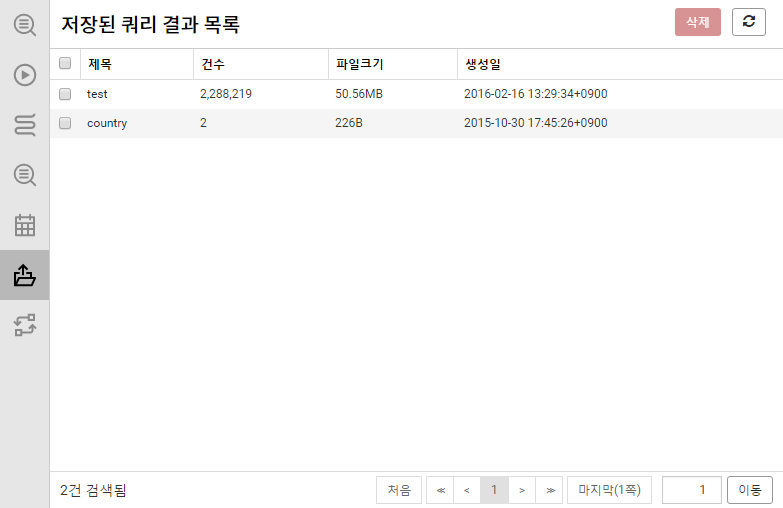 저장된 쿼리 결과 목록 삭제
제목 건수 파일크기 생성일
test 2,288,219 50.56MB 2016-02-16 13:29:34+0900
country 2 226B 2015-10-30 17:45:26+0900
2건 검색됨 처음 ≪ < 1 > ≫ 마지막(1쪽) 1 이동